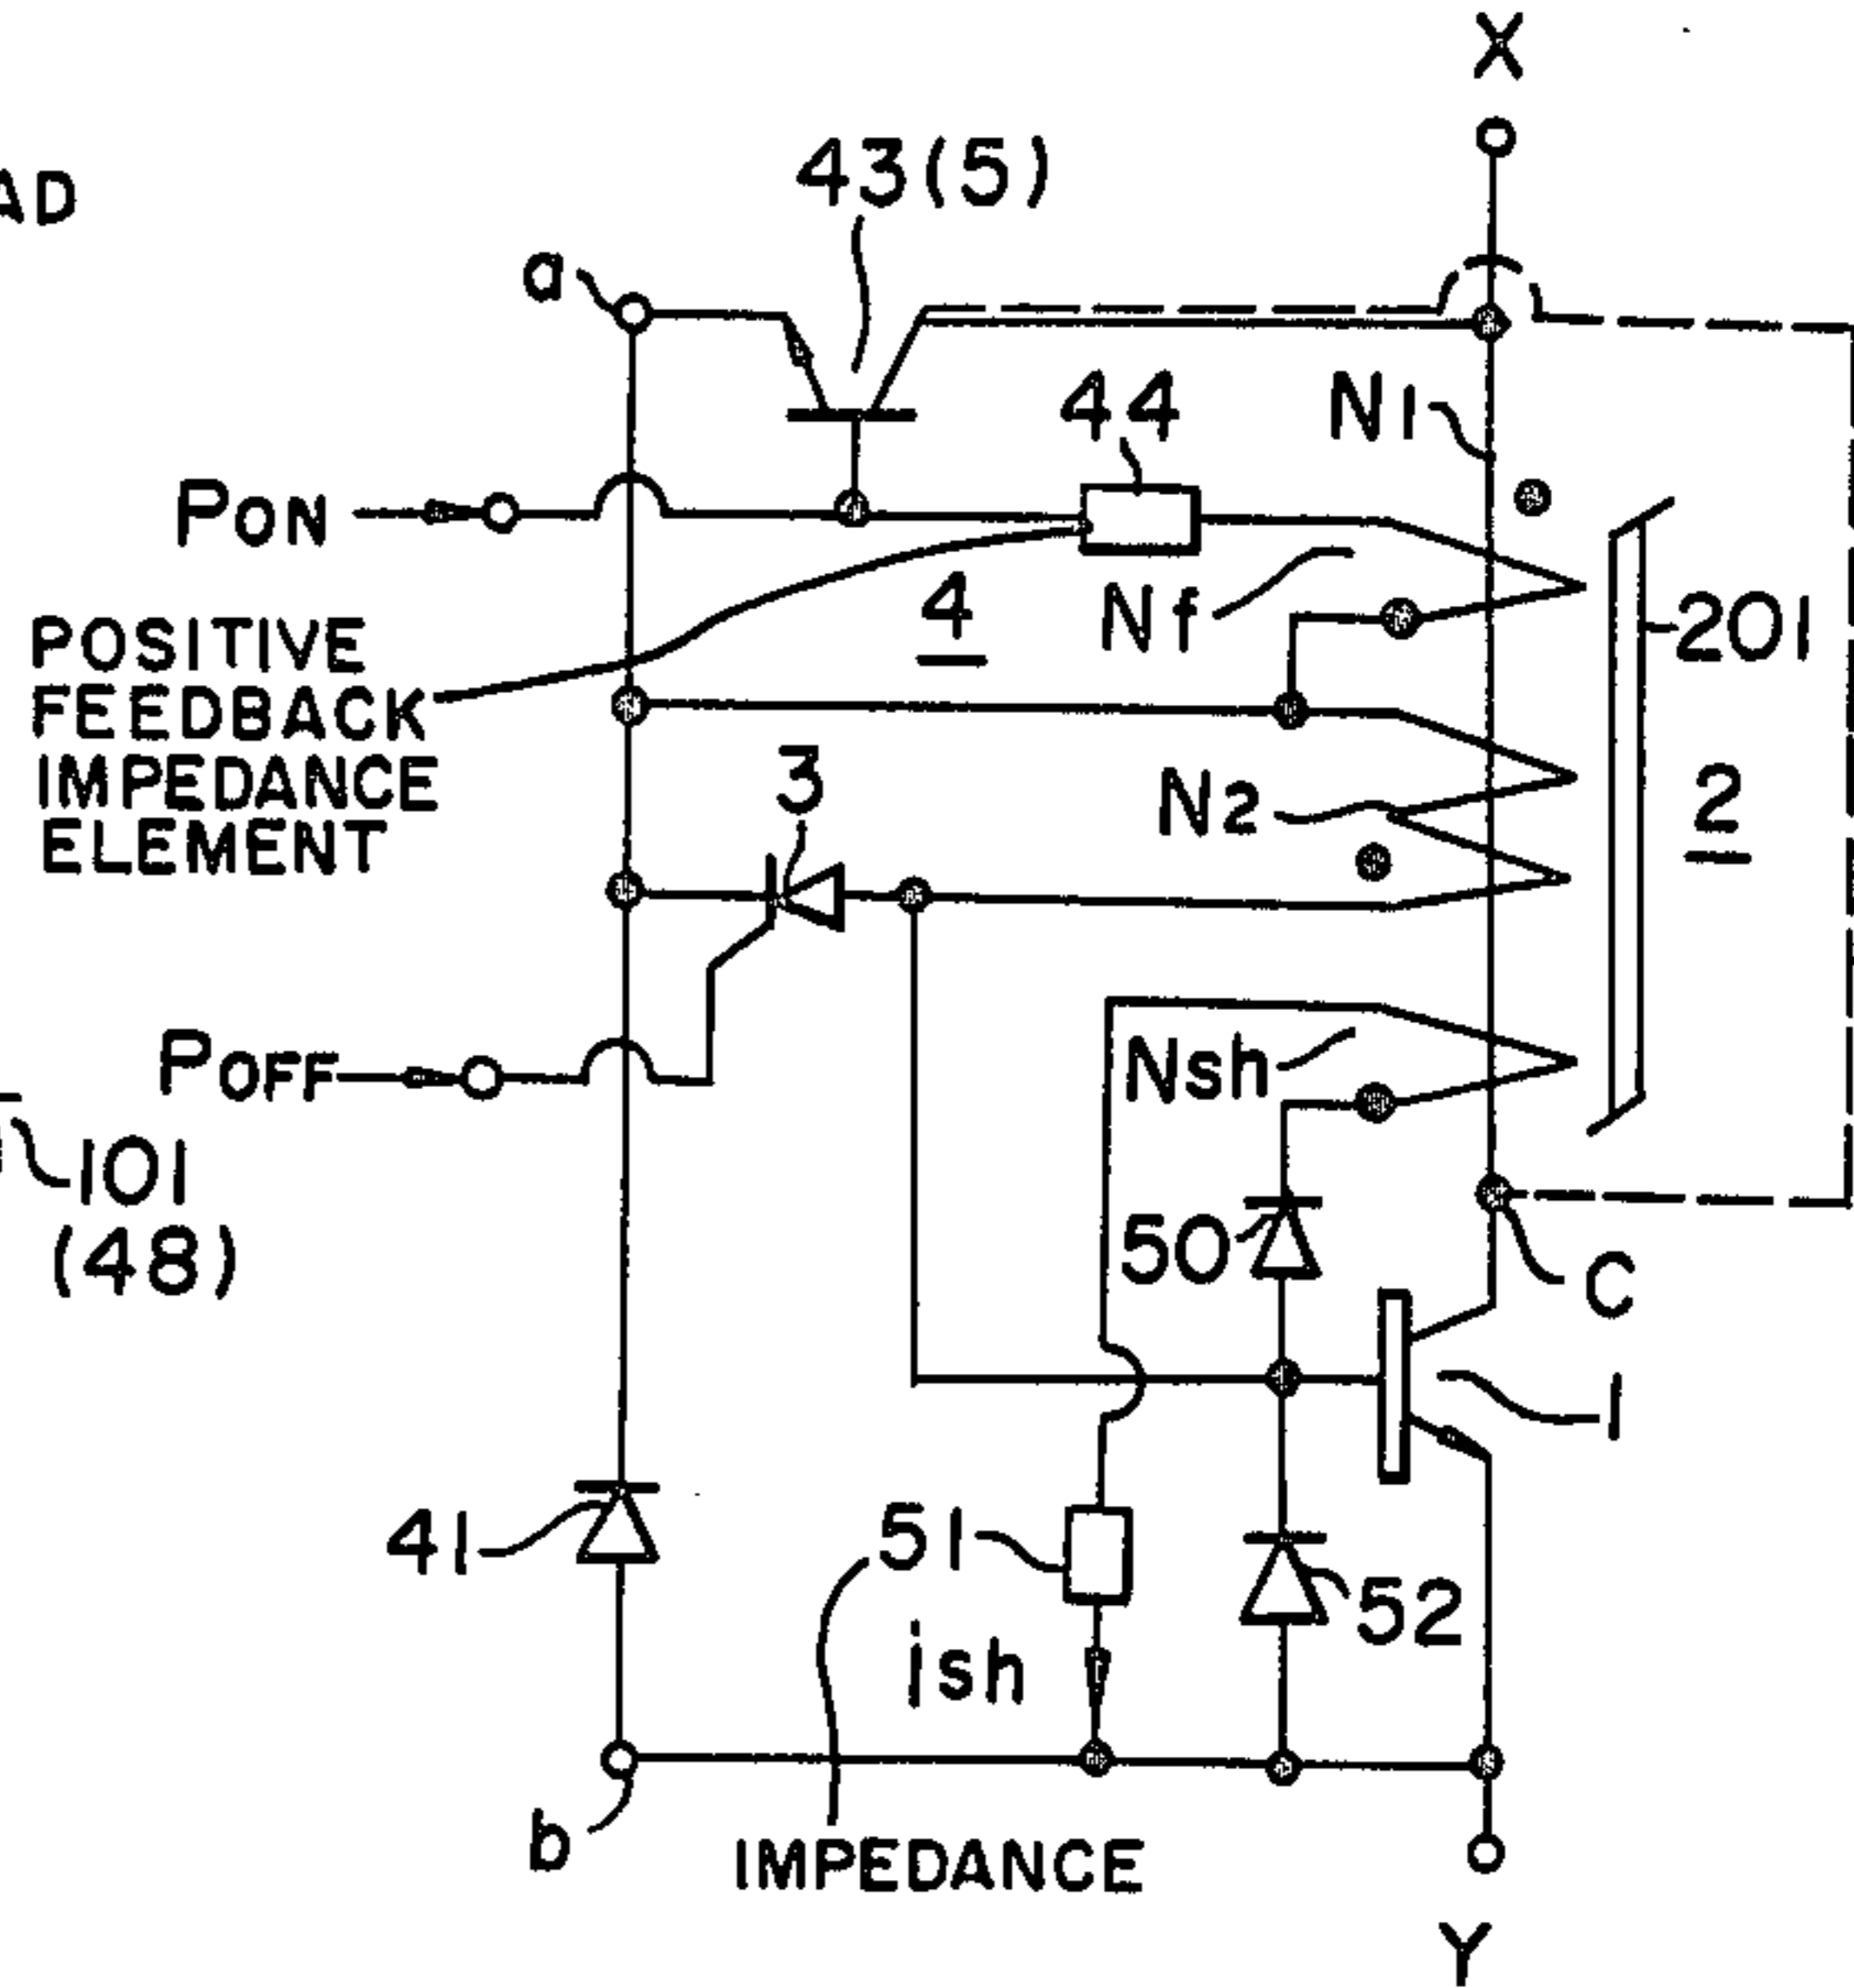 X
AD
43(5)
a
44
N1
PON
4
Nf
201
POSITIVE
FEEDBACK
IMPEDANCE
ELEMENT
3
N2
2
POFF
Nsh
101
(48)
50
C
1
41
51
52
ish
b
IMPEDANCE
Y